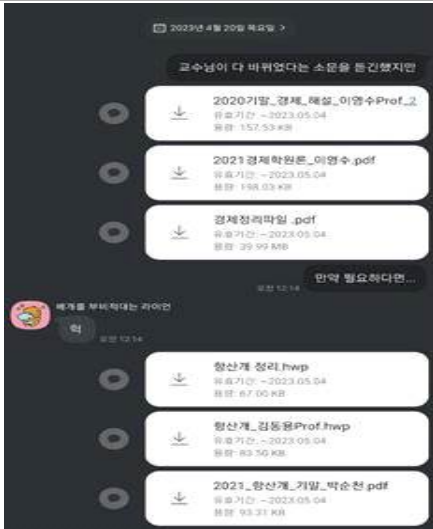 2023년 4월 20일 목요일 >
교수님이 다 바뀌었다는 소문을 듣긴했지만
2020기말_경제_해설_이영수Prof_2
유효기간: ~2023.05.04
용량: 157.53 KB
2021경제학원론_이영수.pdf
유효기간: ~2023.05.04
용량: 198.03 KB
경제정리파일 .pdf
유효기간: ~2023.05.04
용량: 39.99 MB
만약 필요하다면...
오전 12:14
베개를 부비적대는 라이언
헉
오전 12:14
항산개 정리.hwp
유효기간: ~2023.05.04
용량: 67.00 KB
항산개_김동용Prof.hwp
유효기간: ~2023.05.04
용량: 83.50 KB
2021_항산개_기말_박순천.pdf
유효기간: ~2023.05.04
용량: 93.31 KB